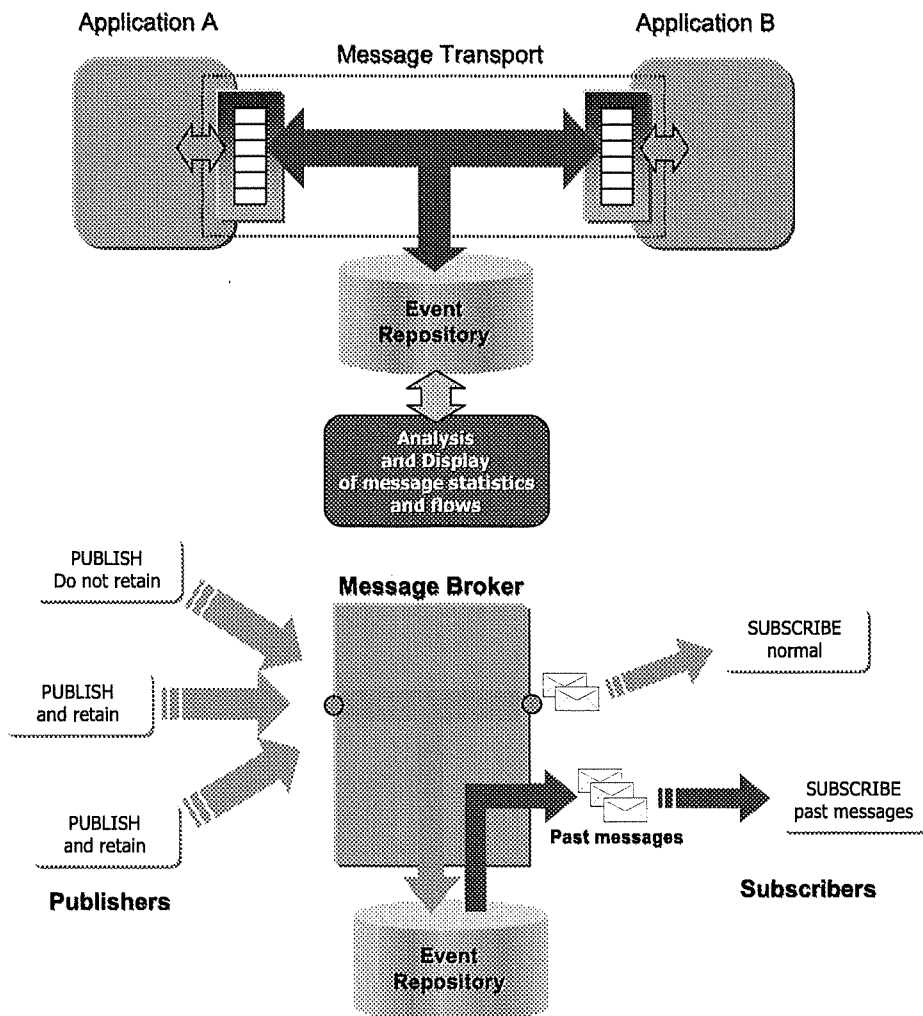 Application A
Application B
Message Transport
Event
Repository
Analysis
and Display
of message statistics
and flows
PUBLISH
Do not retain
Message Broker
SUBSCRIBE
normal
PUBLISH
and retain
PUBLISH
and retain
Past messages
SUBSCRIBE
past messages
Publishers
Subscribers
Event
Repository